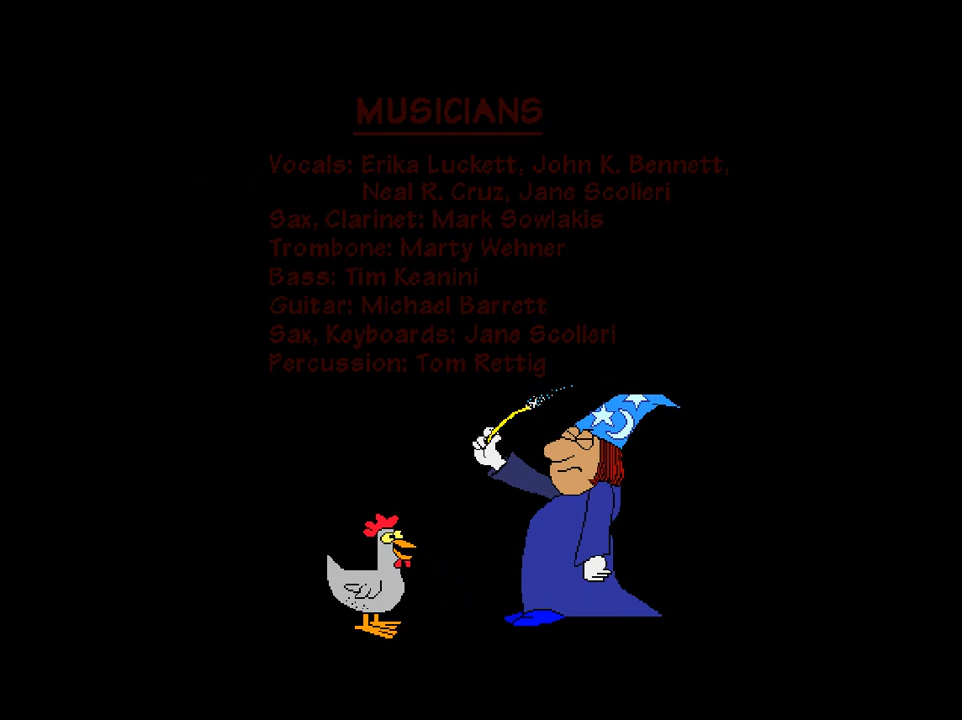 MUSICIANS
Vocals: Erika Luckett, John K. Bennett,
Neal R. Cruz, Jane Scolieri
Sax, Clarinet: Mark Sowlakis
Trombone: Marty Wehner
Bass: Tim Keanini
Guitar: Michael Barrett
Sax, Keyboards: Jane Scolieri
Percussion: Tom Rettig